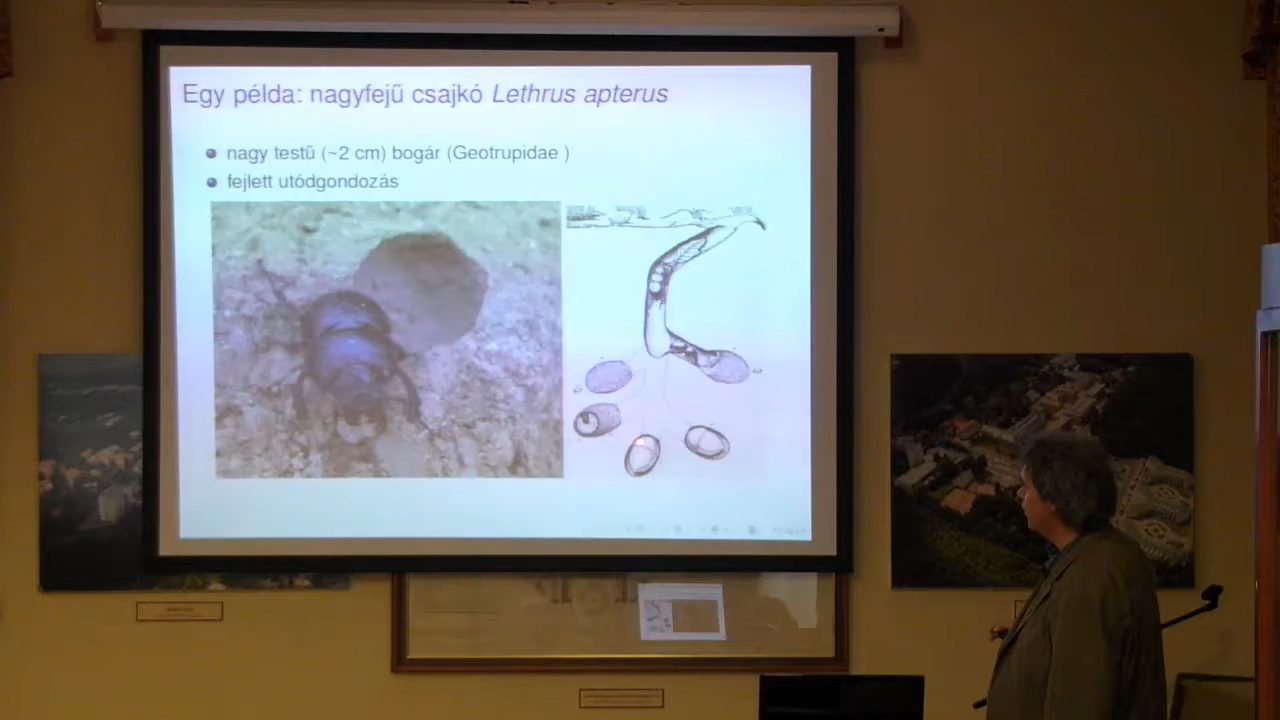 Egy példa: nagyfejű csajkó Lethrus apterus
nagy testű (~2 cm) bogár (Geotrupidae )
fejlett utódgondozás